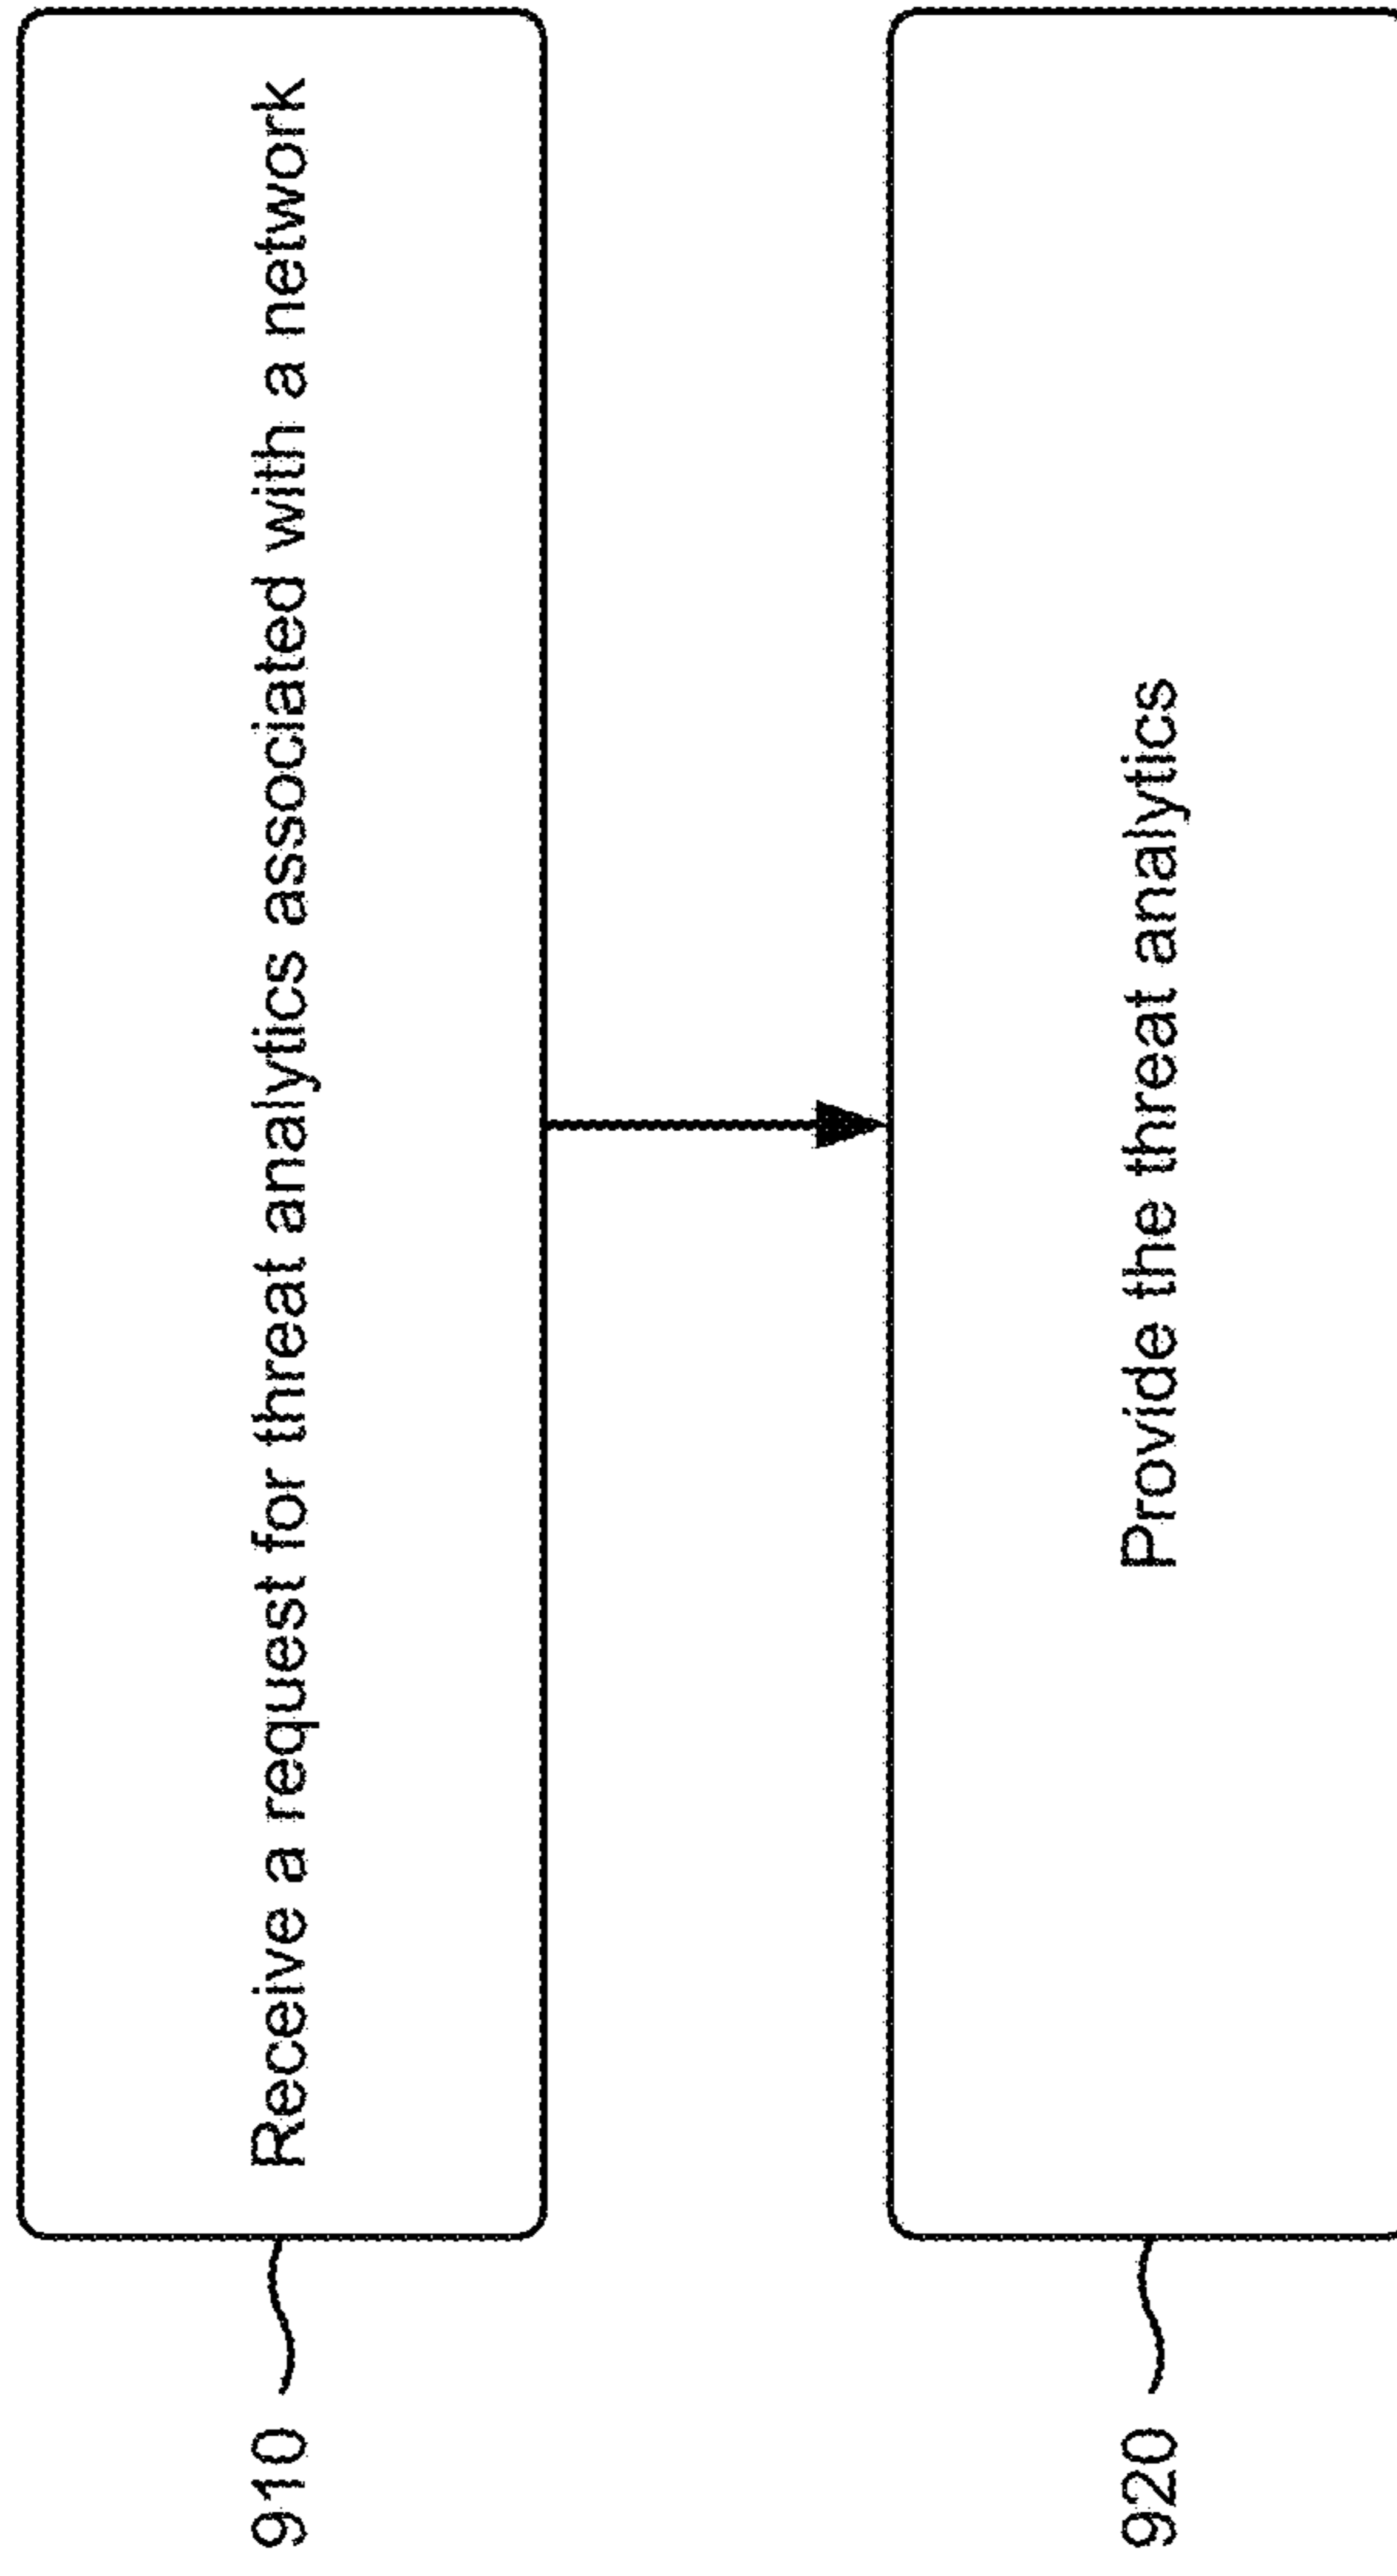 910
Receive a request for threat analytics associated with a network
920
Provide the threat analytics